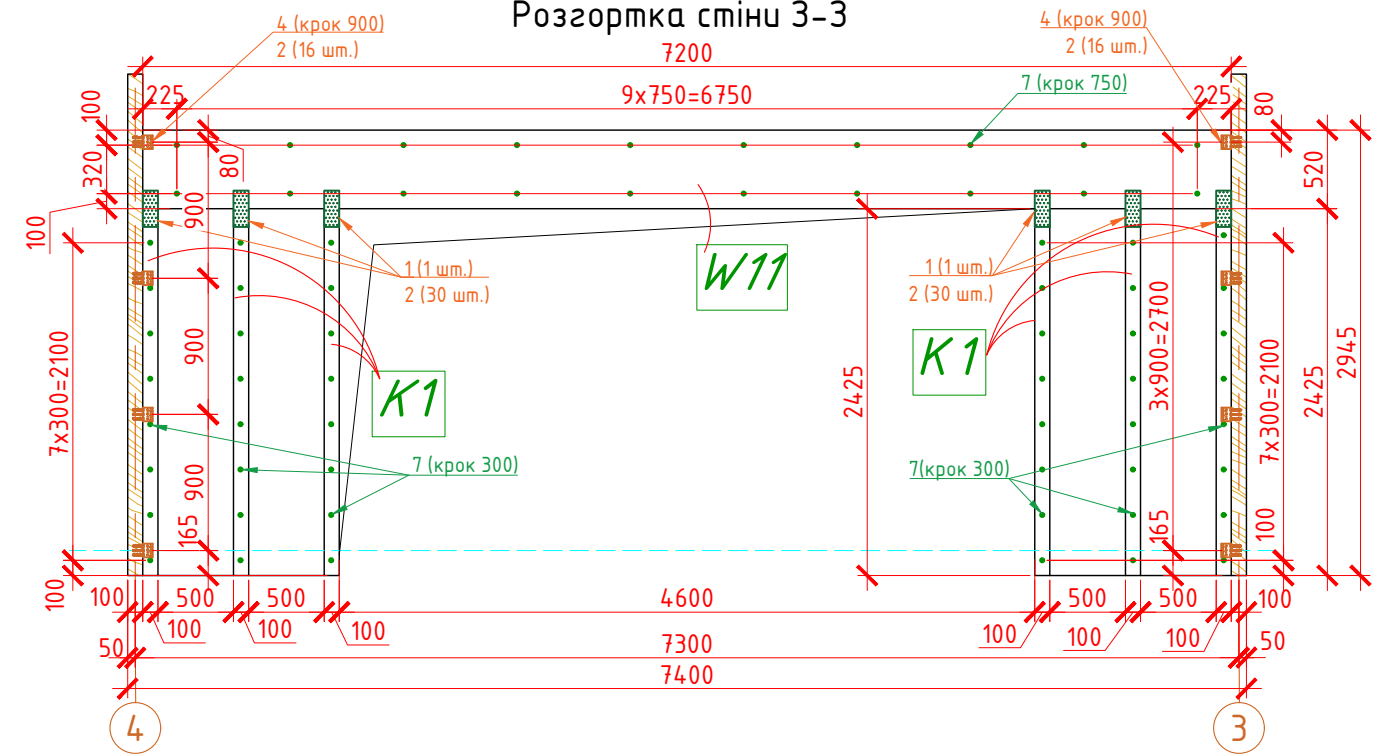 Розгортка стіни 3-3
4 (крок 900)
2 (16 шт.)
4 (крок 900)
2 (16 шт.)
7200
7 (крок 750)
225
9x750=6750
225
100
80
320
80
520
900
100
1 (1 шт.)
2 (30 шт.)
W11
1 (1 шт.)
2 (30 шт.)
7x300=2100
900
K1
K1
2425
3x900=2700
7x300=2100
2425
2945
900
7 (крок 300)
7(крок 300)
165
165
100
100
100
500
500
4600
500
500
100
100
100
100
100
100
100
50
7300
50
7400
4
3